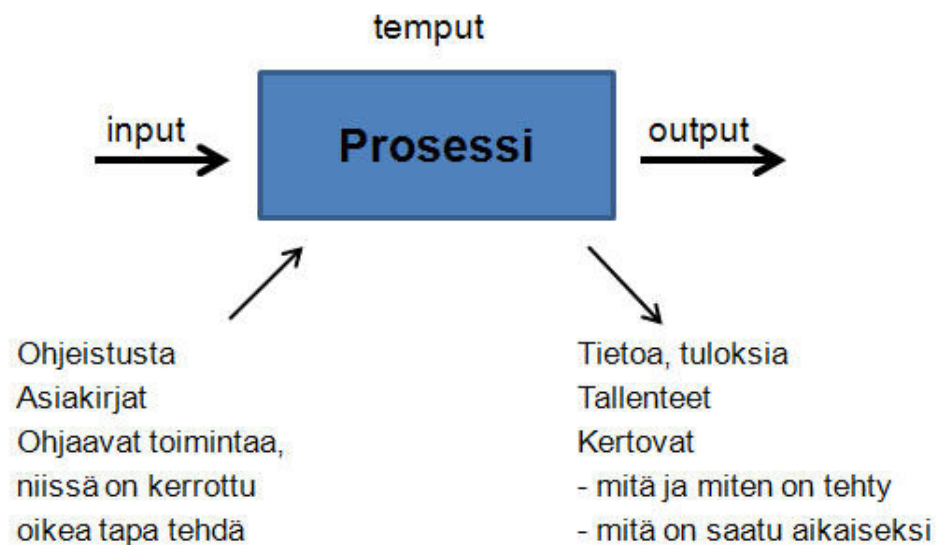 temput
input
Prosessi
output
Ohjeistusta
Asiakirjat
Ohjaavat toimintaa,
niissä on kerrottu
oikea tapa tehdä
Tietoa, tuloksia
Tallenteet
Kertovat
- mitä ja miten on tehty
- mitä on saatu aikaiseksi